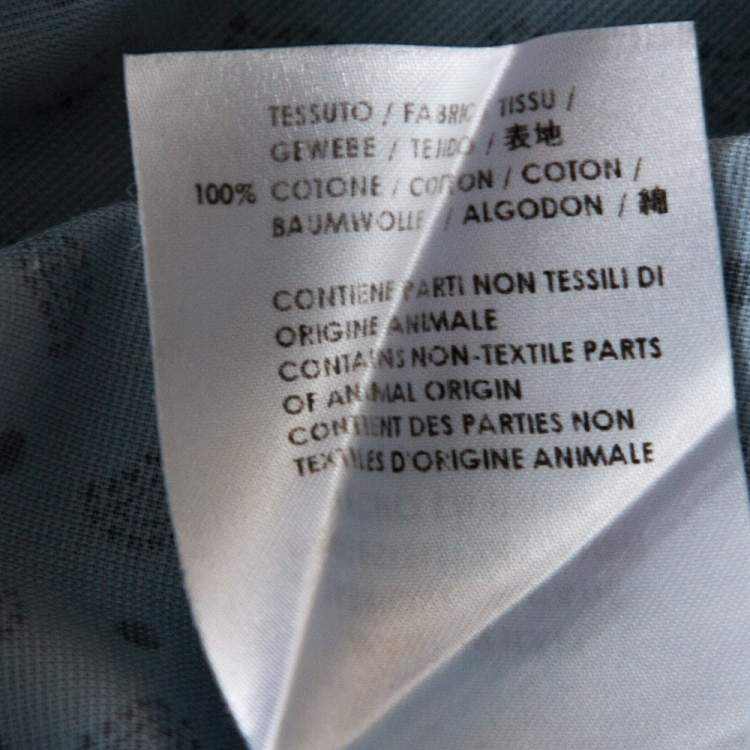 TESSUTO / FABRIC / TISSU /
GEWEBE / TEJIDO / 表地
100% COTONE / COTTON / COTON /
BAUMWOLLE / ALGODON / 綿
CONTIENE PARTI NON TESSILI DI
ORIGINE ANIMALE
CONTAINS NON-TEXTILE PARTS
OF ANIMAL ORIGIN
CONTIENT DES PARTIES NON
TEXTILES D'ORIGINE ANIMALE